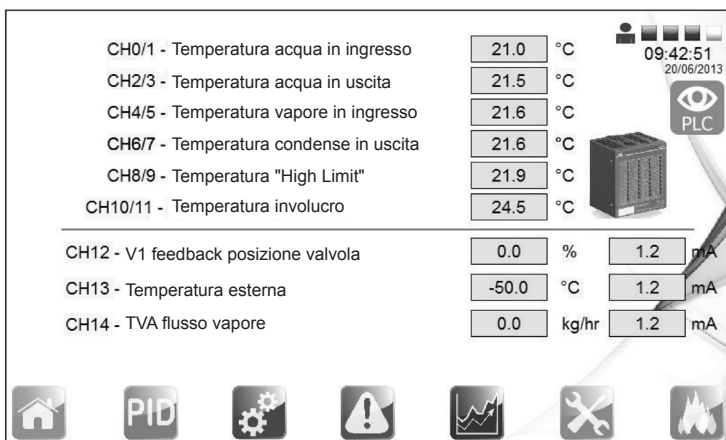 CH0/1 - Temperatura acqua in ingresso 21.0 °C
09:42:51
20/06/2013
CH2/3 - Temperatura acqua in uscita 21.5 °C
CH4/5 - Temperatura vapore in ingresso 21.6 °C
PLC
CH6/7 - Temperatura condense in uscita 21.6 °C
CH8/9 - Temperatura "High Limit" 21.9 °C
CH10/11 - Temperatura involucro 24.5 °C
CH12 - V1 feedback posizione valvola 0.0 % 1.2 mA
CH13 - Temperatura esterna -50.0 °C 1.2 mA
CH14 - TVA flusso vapore 0.0 kg/hr 1.2 mA
PID